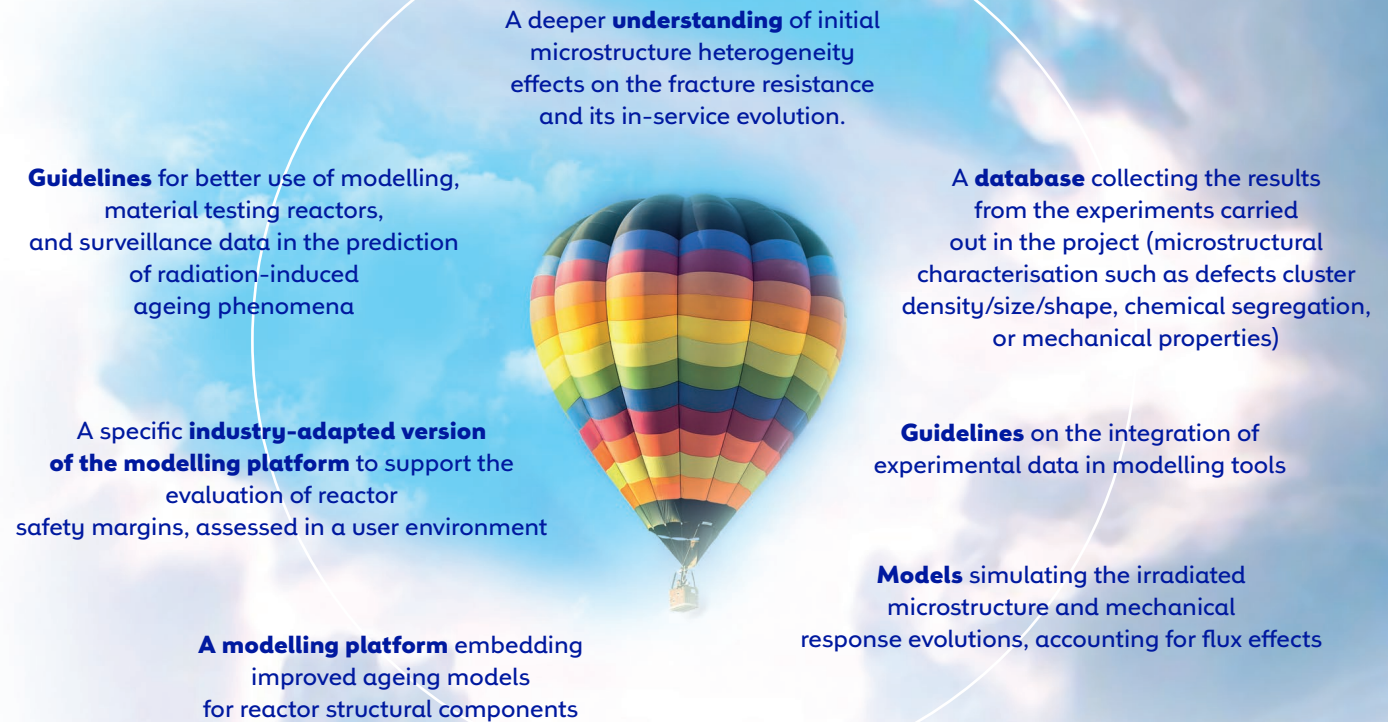 A deeper understanding of initial
microstructure heterogeneity
effects on the fracture resistance
and its in-service evolution.
Guidelines for better use of modelling,
material testing reactors,
and surveillance data in the prediction
of radiation-induced
ageing phenomena
A database collecting the results
from the experiments carried
out in the project (microstructural
characterisation such as defects cluster
density/size/shape, chemical segregation,
or mechanical properties)
A specific industry-adapted version
of the modelling platform to support the
evaluation of reactor
safety margins, assessed in a user environment
Guidelines on the integration of
experimental data in modelling tools
Models simulating the irradiated
microstructure and mechanical
response evolutions, accounting for flux effects
A modelling platform embedding
improved ageing models
for reactor structural components